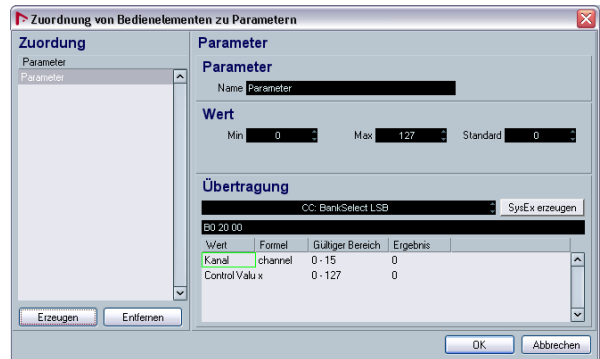 Zuordnung von Bedienelementen zu Parametern
Zuordung
Parameter
Parameter
Erzeugen Entfernen
Parameter
Parameter
Name Parameter
Wert
Min 0 Max 127 Standard 0
Übertragung
CC: BankSelect LSB SysEx erzeugen
B0 20 00
Wert Formel Gültiger Bereich Ergebnis
Kanal channel 0 - 15 0
Control Valu x 0 - 127 0
OK Abbrechen